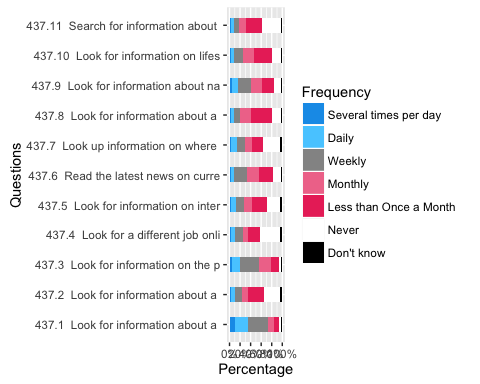 437.11 Search for information about
437.10 Look for information on lifes
437.9 Look for information about na
437.8 Look for information about a
437.7 Look up information on where
437.6 Read the latest news on curre
437.5 Look for information on inter
437.4 Look for a different job onli
437.3 Look for information on the p
437.2 Look for information about a
437.1 Look for information about a
Questions
Percentage
Frequency
Several times per day
Daily
Weekly
Monthly
Less than Once a Month
Never
Don't know